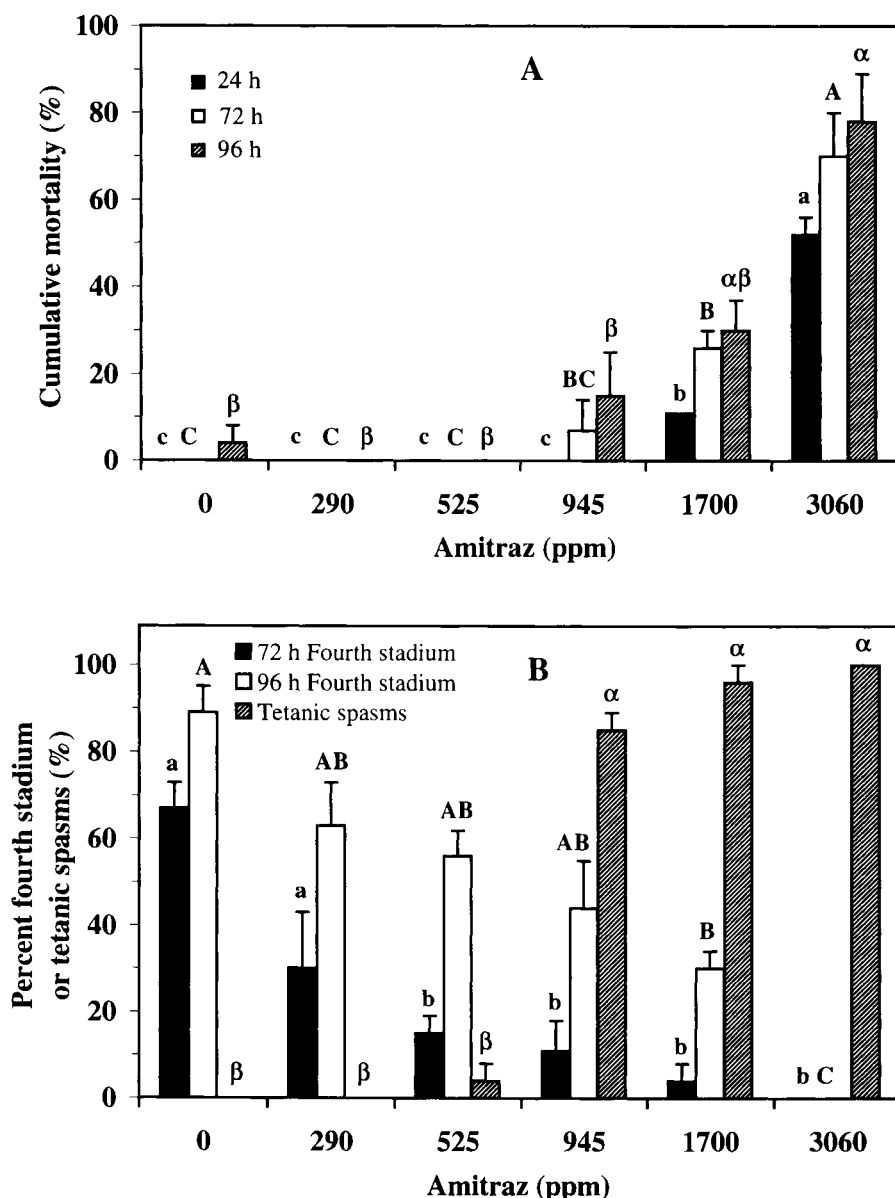 A
24 h
72 h
96 h
Cumulative mortality (%)
100
80
60
40
20
0
c C β
c C β
c C β
c BC β
b B αβ
a A α
0 290 525 945 1700 3060
Amitraz (ppm)
B
72 h Fourth stadium
96 h Fourth stadium
Tetanic spasms
Percent fourth stadium
or tetanic spasms (%)
100
80
60
40
20
0
a A β
a AB β
b AB β
b AB α
b B α
b C α
0 290 525 945 1700 3060
Amitraz (ppm)